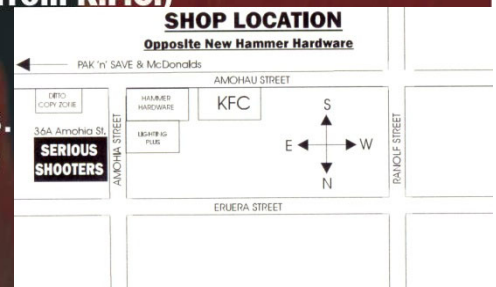 SHOP LOCATION
Opposite New Hammer Hardware
PAK 'n' SAVE & McDonalds
AMOHAU STREET
DITTO
COPY ZONE
HAMMER
HARDWARE
KFC
S
36A Amohia St.
LIGHTING
PLUS
E
W
SERIOUS
SHOOTERS
AMOHIA STREET
RANOLF STREET
N
ERUERA STREET